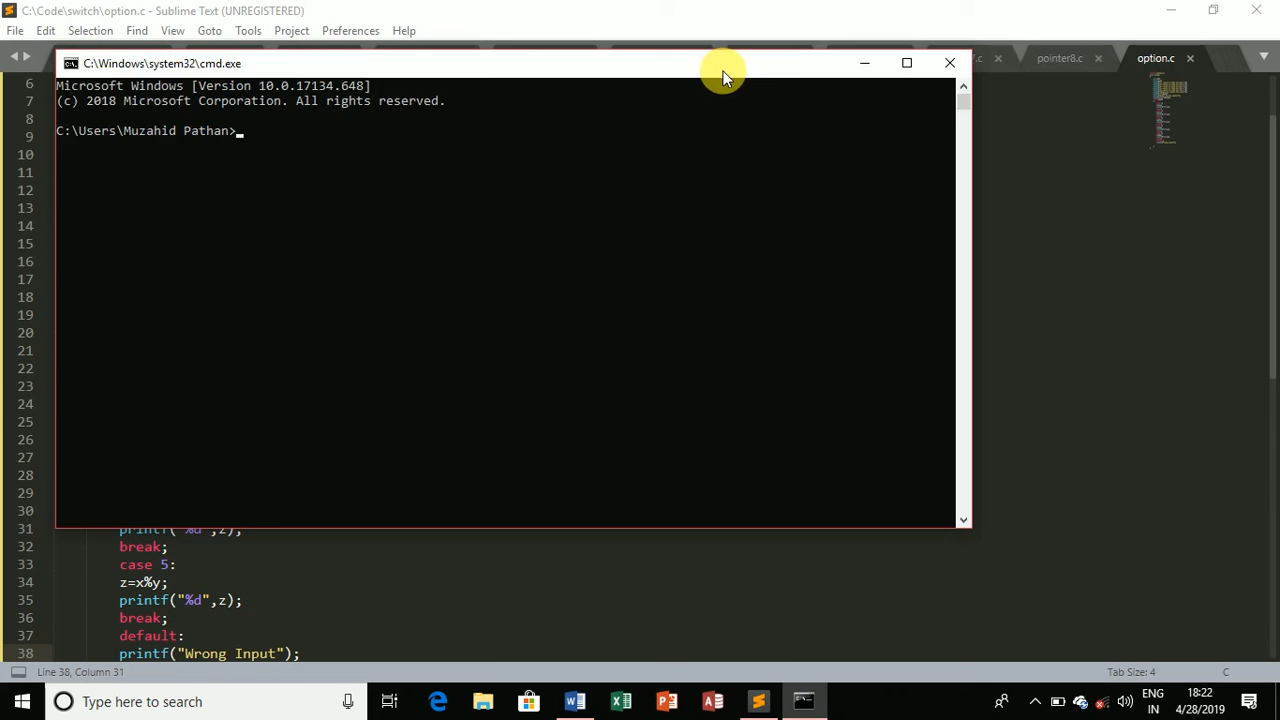 C:\Code\switch\option.c - Sublime Text (UNREGISTERED)
File Edit Selection View Find Goto Tools Project Preferences Help
7.c pointer8.c option.c
C:\Windows\system32\cmd.exe
Microsoft Windows [Version 10.0.17134.648]
(c) 2018 Microsoft Corporation. All rights reserved.
C:\Users\Muzahid Pathan>
6
7
8
9
10
11
12
13
14
15
16
17
18
19
20
21
22
23
24
25
26
27
28
29
30
31 printf("%d",z);
32 break;
33 case 5:
34 z=x%y;
35 printf("%d",z);
36 break;
37 default:
38 printf("Wrong Input");
Line 38, Column 31
Tab Size: 4
C
Type here to search
ENG
IN
18:22
4/28/2019